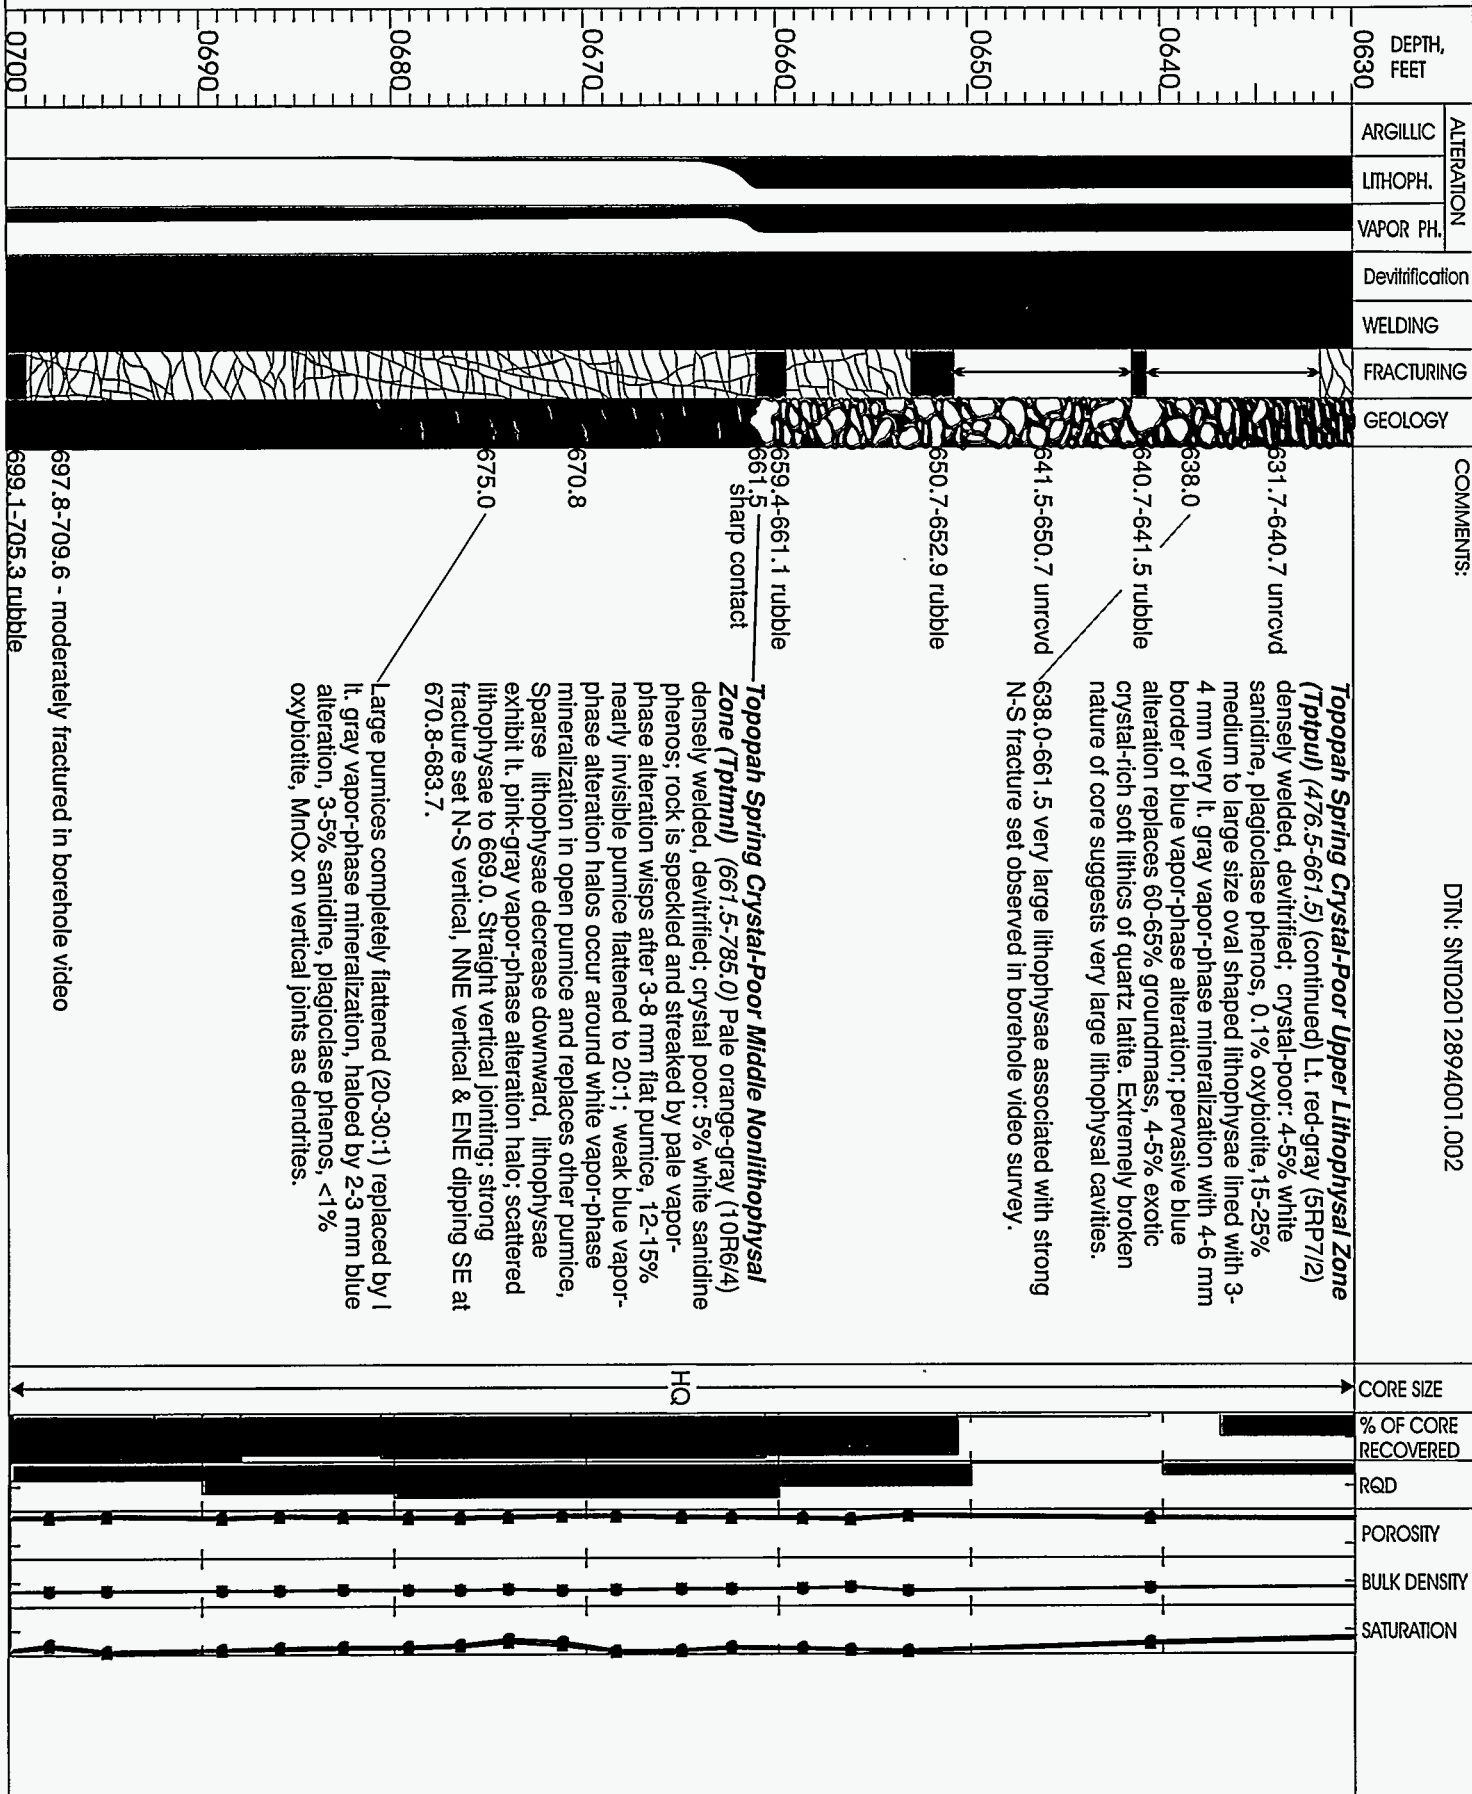 DEPTH,
FEET
ALTERATION
ARGILLIC
LITHOPH.
VAPOR PH.
Devitrification
WELDING
FRACTURING
GEOLOGY
COMMENTS:
DTN: SNT02012894001.002
CORE SIZE
% OF CORE
RECOVERED
RQD
POROSITY
BULK DENSITY
SATURATION
0630
0640
0650
0660
0670
0680
0690
0700
631.7-640.7 unrcvd
638.0
640.7-641.5 rubble
641.5-650.7 unrcvd
650.7-652.9 rubble
659.4-661.1 rubble
661.5
sharp contact
670.8
675.0
697.8-709.6 - moderately fractured in borehole video
699.1-705.3 rubble
Topopah Spring Crystal-Poor Upper Lithophysal Zone
(Tptpul) (476.5-661.5) (continued) Lt. red-gray (5RP7/2)
densely welded, devitrified; crystal-poor: 4-5% white
sanidine, plagioclase phenos, 0.1% oxybiotite, 15-25%
medium to large size oval shaped lithophysae lined with 3-
4 mm very lt. gray vapor-phase mineralization with 4-6 mm
border of blue vapor-phase alteration; pervasive blue
alteration replaces 60-65% groundmass, 4-5% exotic
crystal-rich soft lithics of quartz latite. Extremely broken
nature of core suggests very large lithophysal cavities.
638.0-661.5 very large lithophysae associated with strong
N-S fracture set observed in borehole video survey.
Topopah Spring Crystal-Poor Middle Nonlithophysal
Zone (Tptmnl) (661.5-785.0) Pale orange-gray (10R6/4)
densely welded, devitrified; crystal poor: 5% white sanidine
phenos; rock is speckled and streaked by pale vapor-
phase alteration wisps after 3-8 mm flat pumice, 12-15%
nearly invisible pumice flattened to 20:1; weak blue vapor-
phase alteration halos occur around white vapor-phase
mineralization in open pumice and replaces other pumice,
Sparse lithophysae decrease downward, lithophysae
exhibit lt. pink-gray vapor-phase alteration halo; scattered
lithophysae to 669.0. Straight vertical jointing; strong
fracture set N-S vertical, NNE vertical & ENE dipping SE at
670.8-683.7.
Large pumices completely flattened (20-30:1) replaced by l
lt. gray vapor-phase mineralization, haloed by 2-3 mm blue
alteration, 3-5% sanidine, plagioclase phenos, <1%
oxybiotite, MnOx on vertical joints as dendrites.
HQ